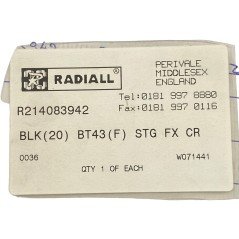 RADIALL
PERIVALE
MIDDLESEX
ENGLAND
Tel:0181 997 8880
Fax:0181 997 0116
R214083942
BLK(20) BT43(F) STG FX CR
0036 W071441
QTY 1 OF EACH